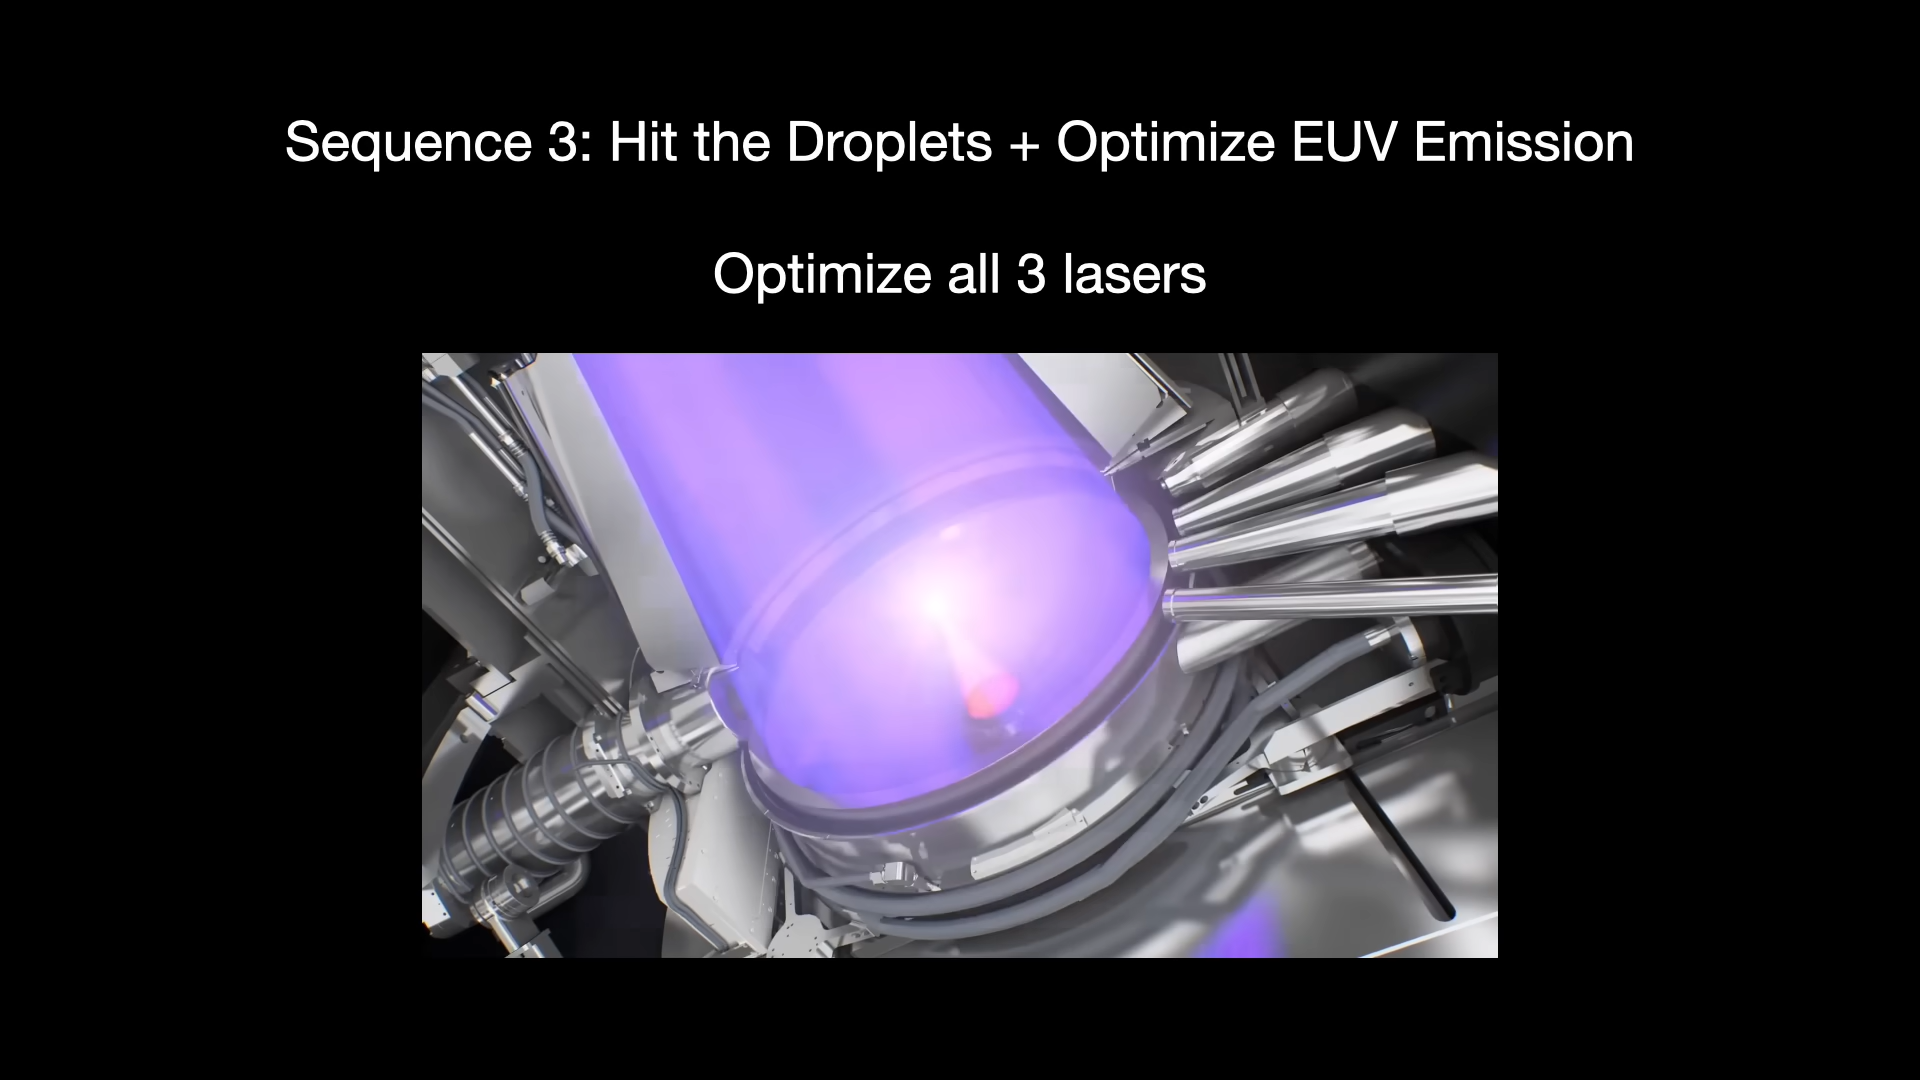 Sequence 3: Hit the Droplets + Optimize EUV Emission
Optimize all 3 lasers